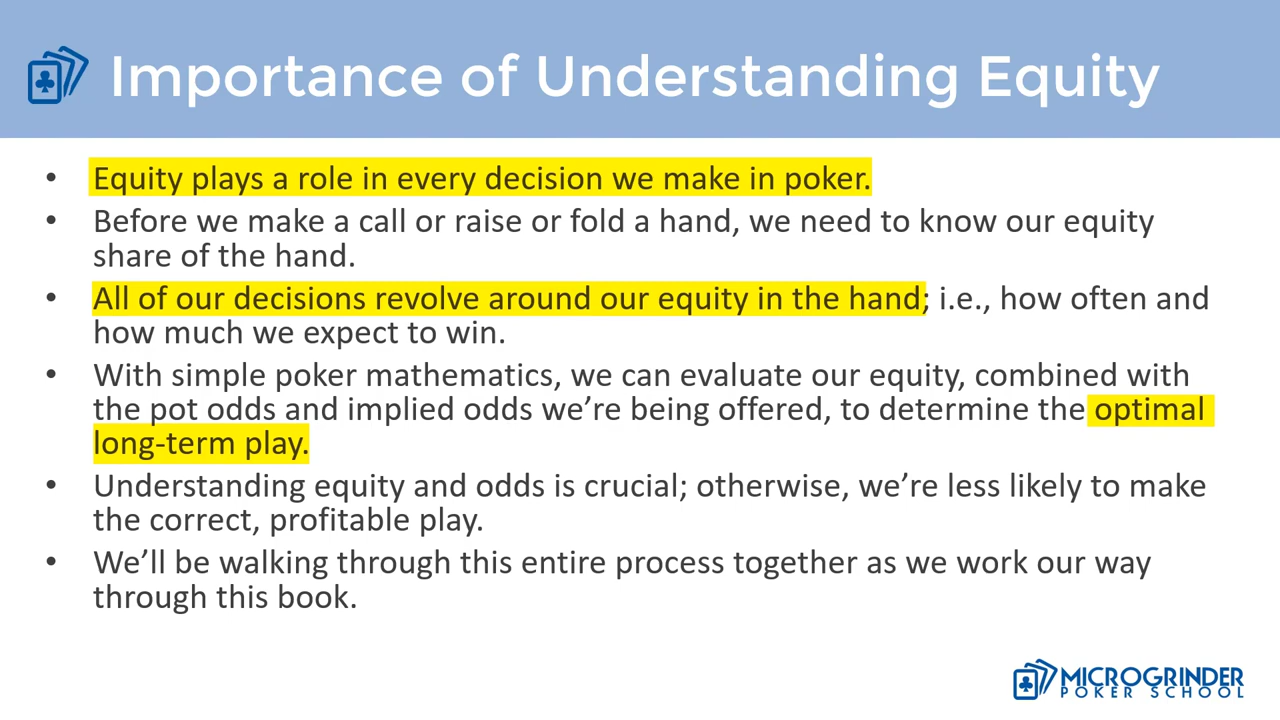 Importance of Understanding Equity
• Equity plays a role in every decision we make in poker.
• Before we make a call or raise or fold a hand, we need to know our equity
share of the hand.
• All of our decisions revolve around our equity in the hand; i.e., how often and
how much we expect to win.
• With simple poker mathematics, we can evaluate our equity, combined with
the pot odds and implied odds we’re being offered, to determine the optimal
long-term play.
• Understanding equity and odds is crucial; otherwise, we’re less likely to make
the correct, profitable play.
• We’ll be walking through this entire process together as we work our way
through this book.
MICROGRINDER
POKER SCHOOL